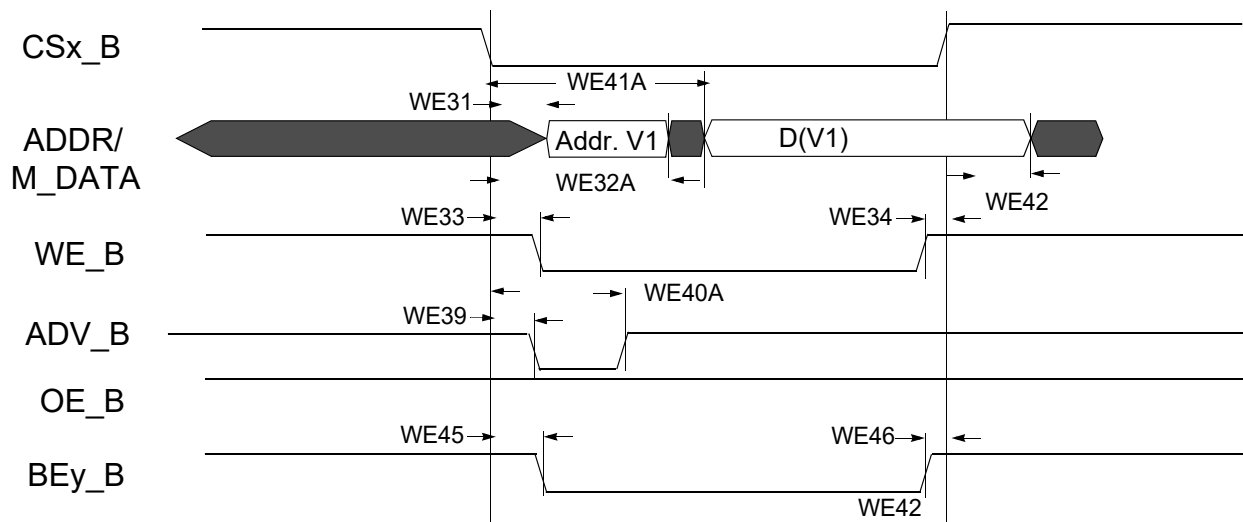 CSx_B
WE41A
WE31
ADDR/
M_DATA
Addr. V1
D(V1)
WE32A
WE42
WE33
WE34
WE_B
WE40A
WE39
ADV_B
OE_B
WE45
WE46
BEy_B
WE42